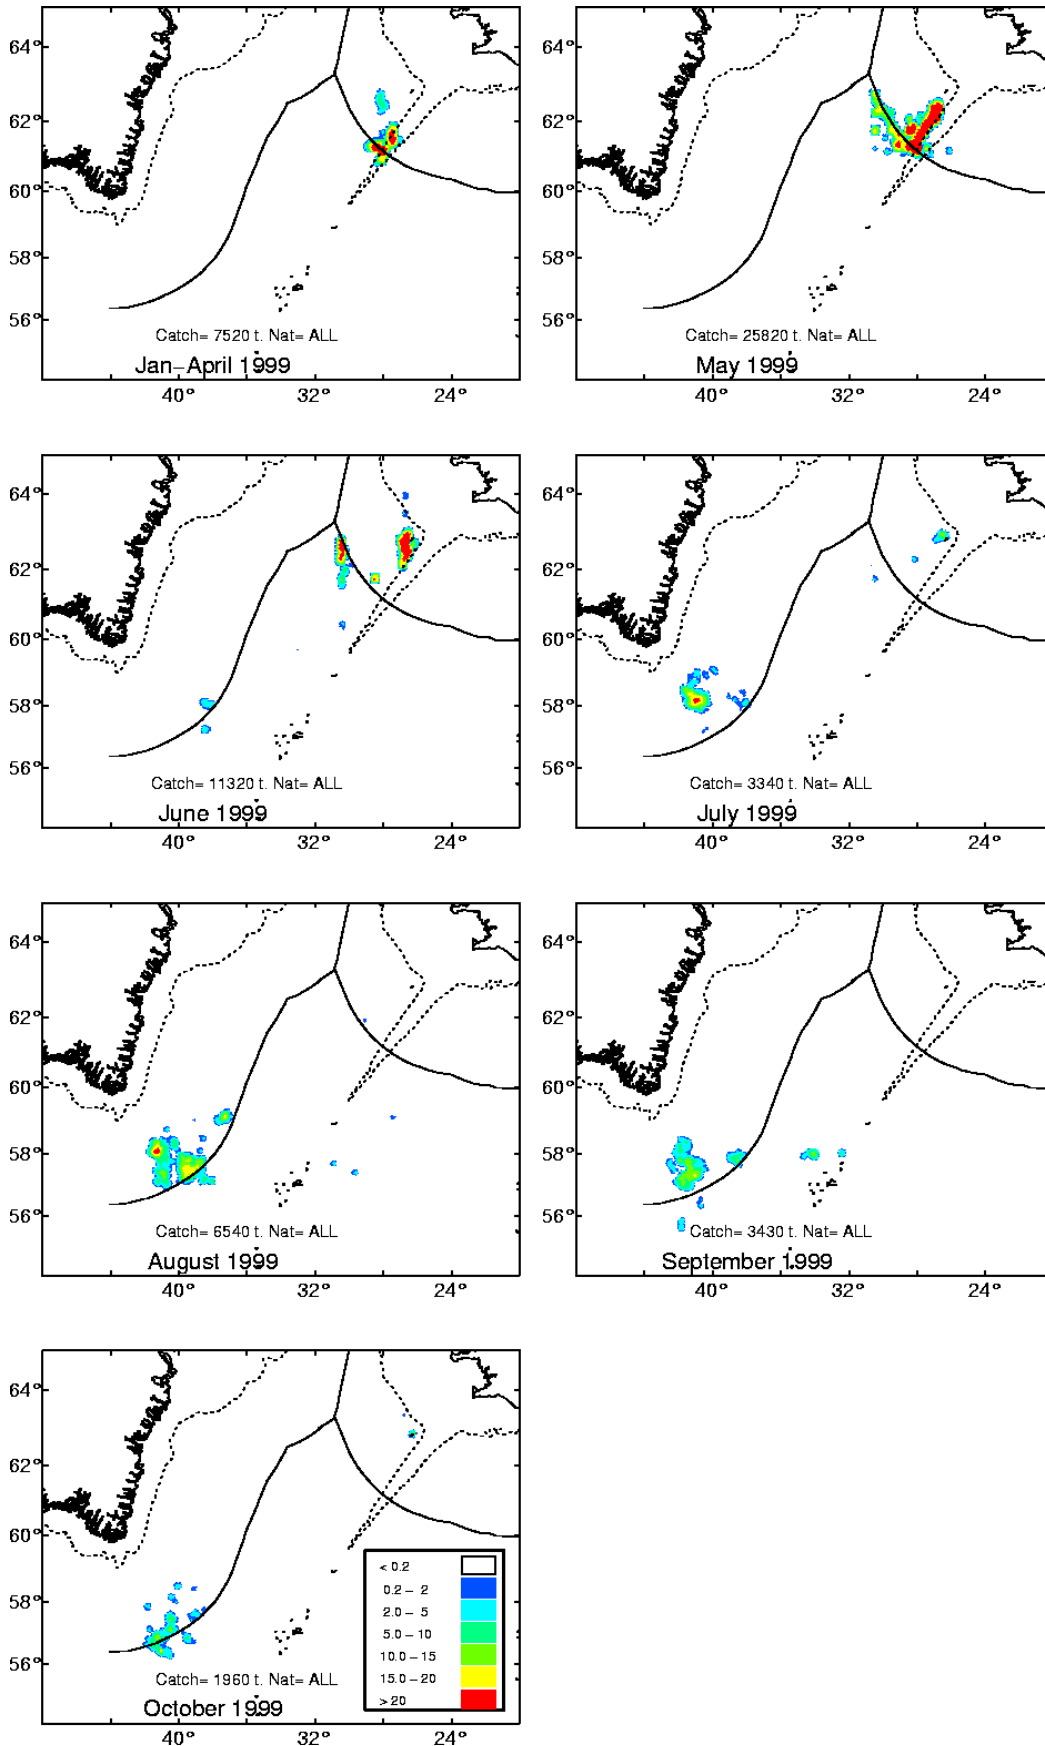 64°
62°
60°
58°
56°
Catch= 7520 t. Nat= ALL
Jan-April 1999
40° 32° 24°
64°
62°
60°
58°
56°
Catch= 25820 t. Nat= ALL
May 1999
40° 32° 24°
64°
62°
60°
58°
56°
Catch= 11320 t. Nat= ALL
June 1999
40° 32° 24°
64°
62°
60°
58°
56°
Catch= 3340 t. Nat= ALL
July 1999
40° 32° 24°
64°
62°
60°
58°
56°
Catch= 6540 t. Nat= ALL
August 1999
40° 32° 24°
64°
62°
60°
58°
56°
Catch= 3430 t. Nat= ALL
September 1999
40° 32° 24°
64°
62°
60°
58°
56°
Catch= 1960 t. Nat= ALL
October 1999
40° 32° 24°
< 0.2
0.2 - 2
2.0 - 5
5.0 - 10
10.0 - 15
15.0 - 20
> 20